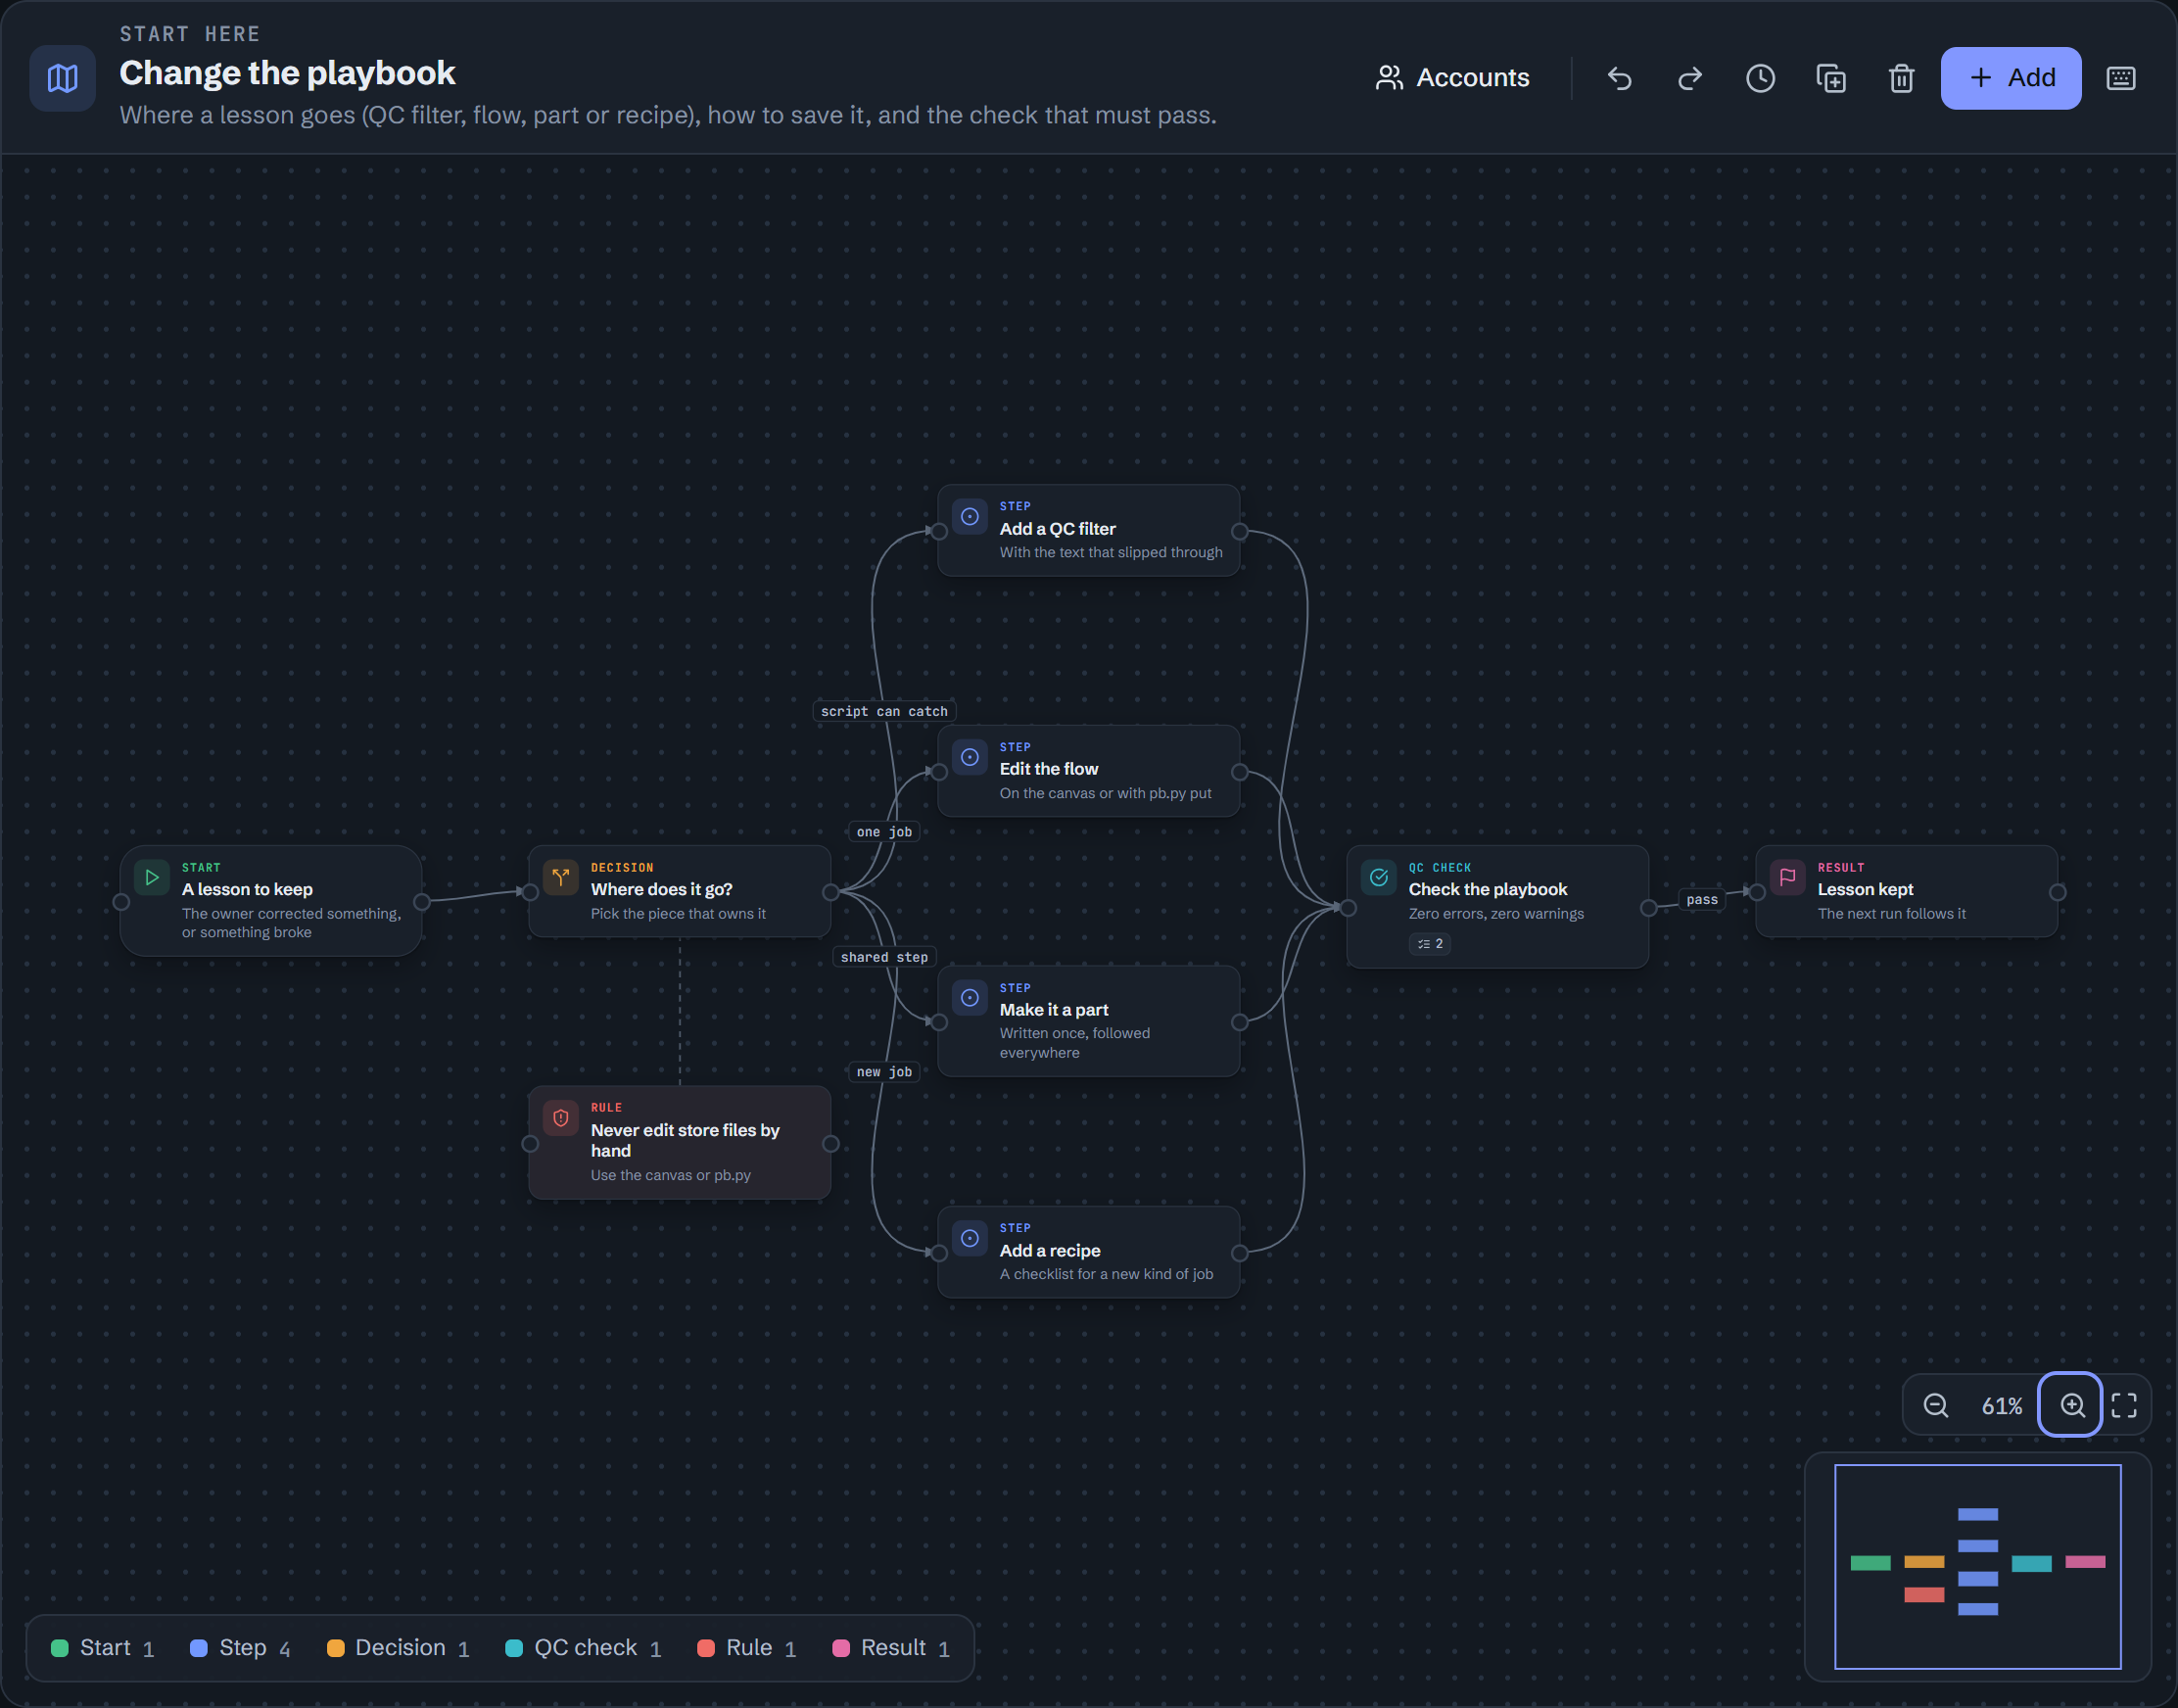 START HERE
Change the playbook
Where a lesson goes (QC filter, flow, part or recipe), how to save it, and the check that must pass.
Accounts
Add
STEP
Add a QC filter
With the text that slipped through
script can catch
STEP
Edit the flow
On the canvas or with pb.py put
one job
START
A lesson to keep
The owner corrected something,
or something broke
DECISION
Where does it go?
Pick the piece that owns it
QC CHECK
Check the playbook
Zero errors, zero warnings
2
pass
RESULT
Lesson kept
The next run follows it
shared step
STEP
Make it a part
Written once, followed
everywhere
new job
RULE
Never edit store files by
hand
Use the canvas or pb.py
STEP
Add a recipe
A checklist for a new kind of job
61%
Start 1
Step 4
Decision 1
QC check 1
Rule 1
Result 1